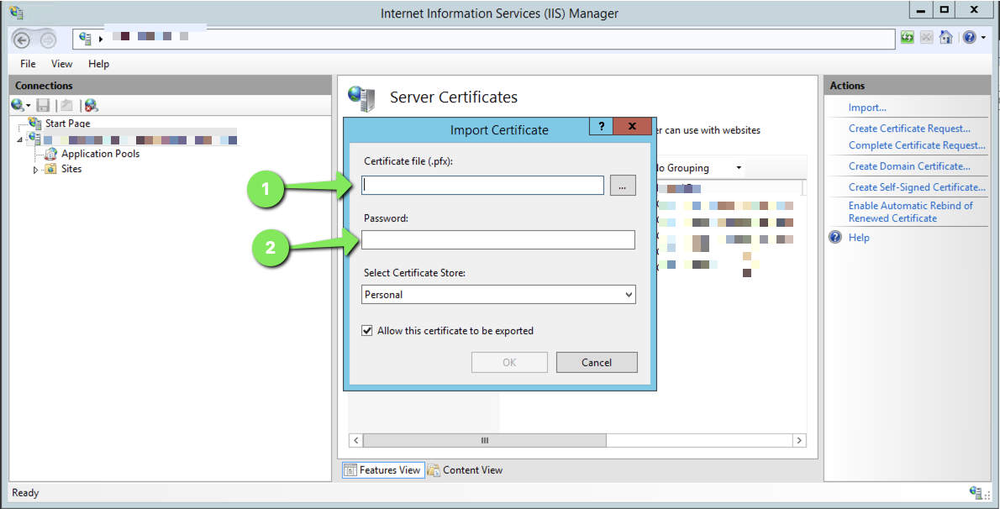 Internet Information Services (IIS) Manager
File View Help
Connections
Start Page
Application Pools
Sites
Server Certificates
er can use with websites
o Grouping
Import Certificate
?
Certificate file (.pfx):
...
1
Password:
2
Select Certificate Store:
Personal
Allow this certificate to be exported
OK Cancel
Features View Content View
Actions
Import...
Create Certificate Request...
Complete Certificate Request...
Create Domain Certificate...
Create Self-Signed Certificate...
Enable Automatic Rebind of
Renewed Certificate
Help
Ready